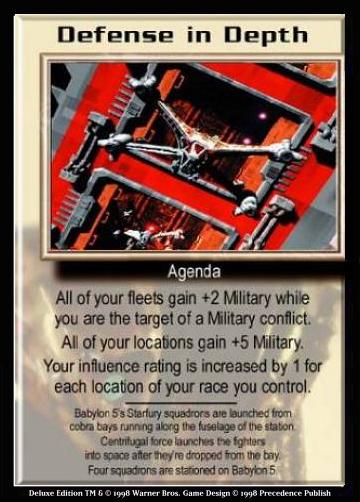 Defense in Depth
Agenda
All of your fleets gain +2 Military while
you are the target of a Military conflict.
All of your locations gain +5 Military.
Your influence rating is increased by 1 for
each location of your race you control.
Babylon 5's Starfury squadrons are launched from
cobra bays running along the fuselage of the station.
Centrifugal force launches the fighters
into space after they're dropped from the bay.
Four squadrons are stationed on Babylon 5.
Deluxe Edition TM & © 1998 Warner Bros. Game Design © 1998 Precedence Publish